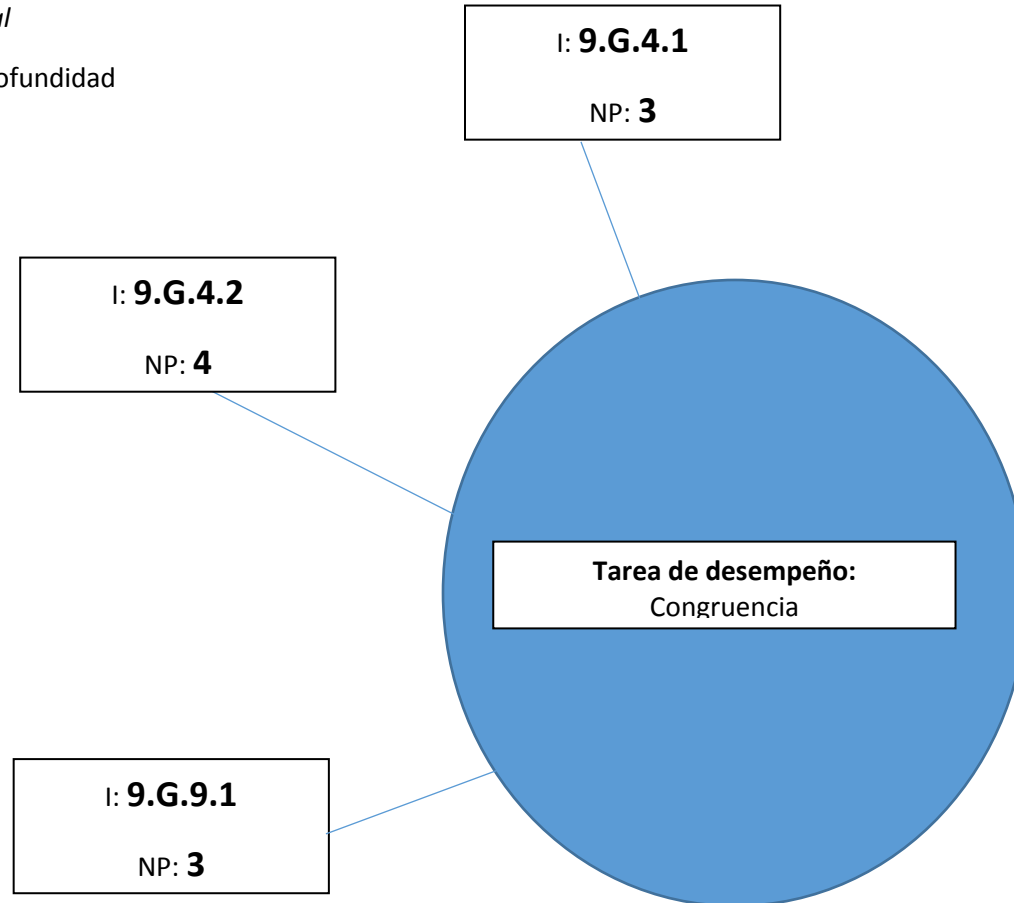 I: 9.G.4.1
NP: 3
I: 9.G.4.2
NP: 4
Tarea de desempeño:
Congruencia
I: 9.G.9.1
NP: 3